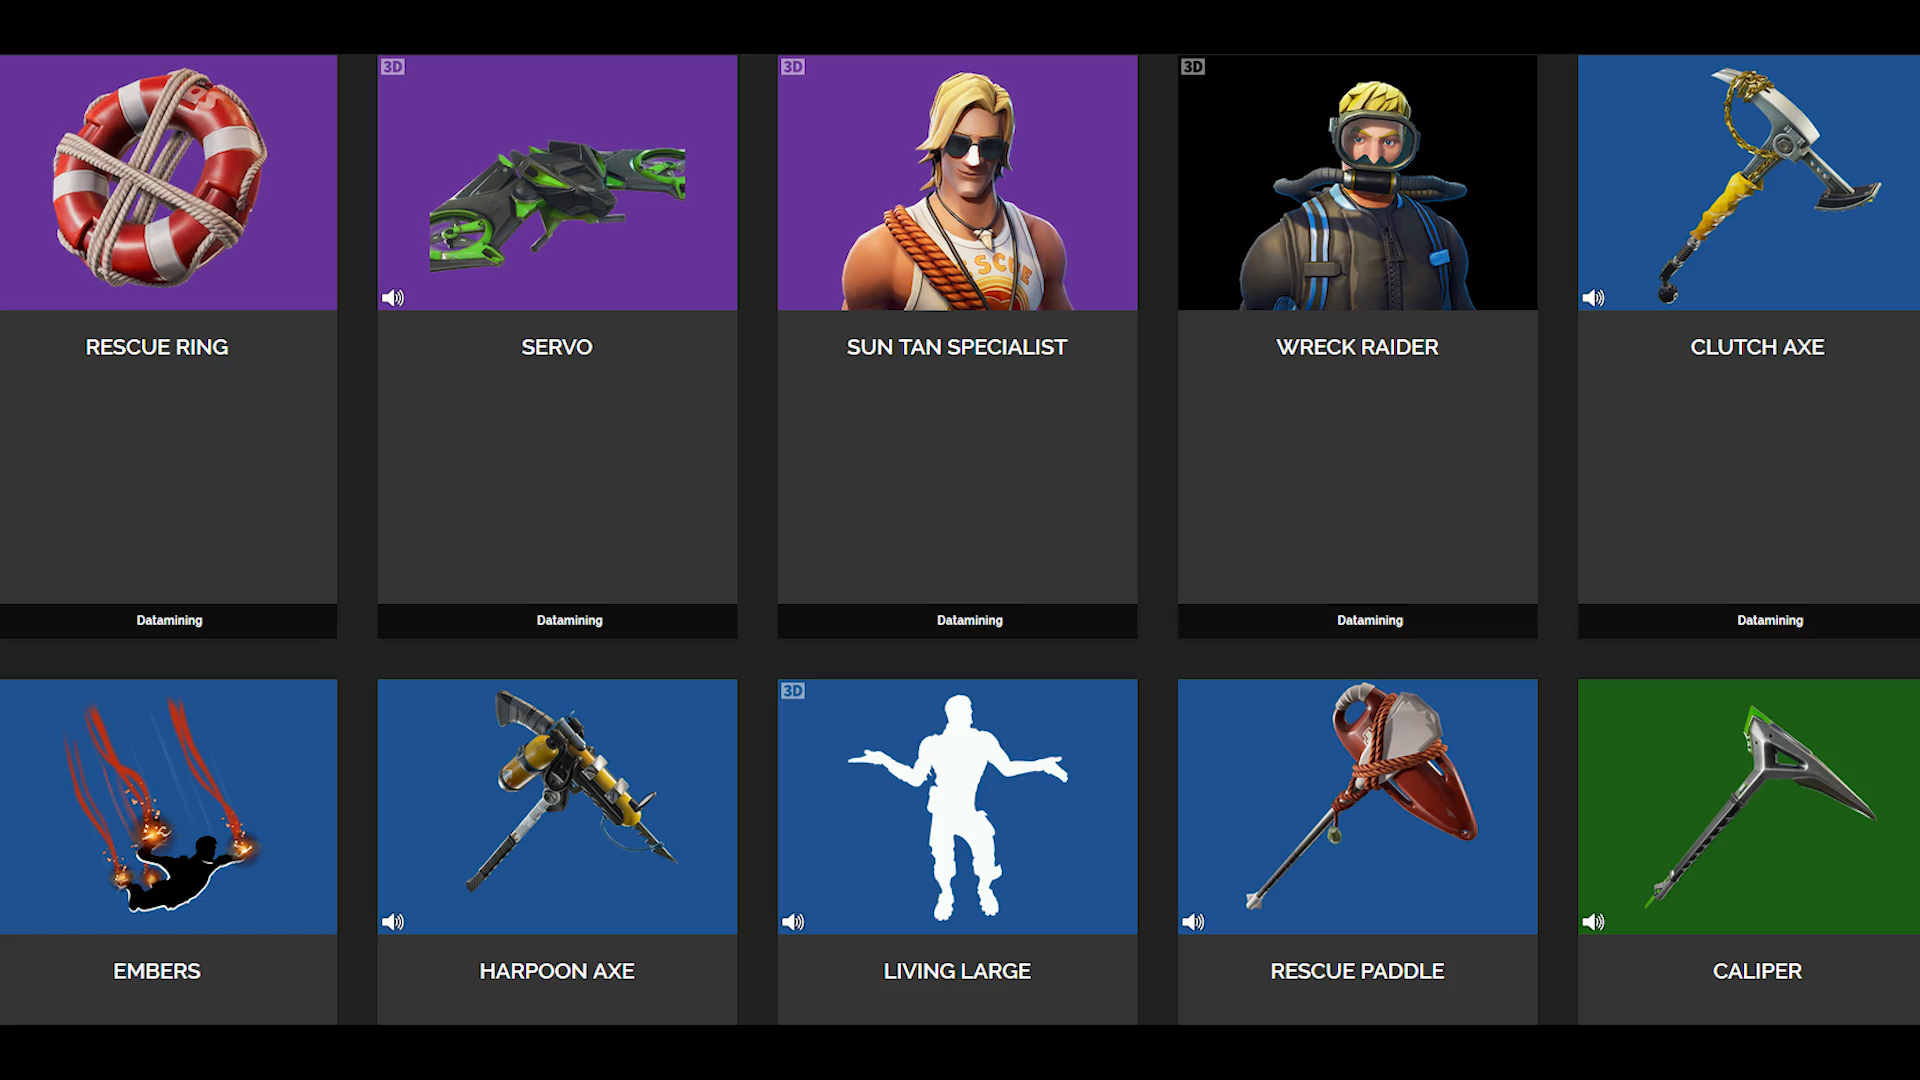 3D
3D
3D
SCUE
RESCUE RING
SERVO
SUN TAN SPECIALIST
WRECK RAIDER
CLUTCH AXE
Datamining
Datamining
Datamining
Datamining
Datamining
3D
EMBERS
HARPOON AXE
LIVING LARGE
RESCUE PADDLE
CALIPER